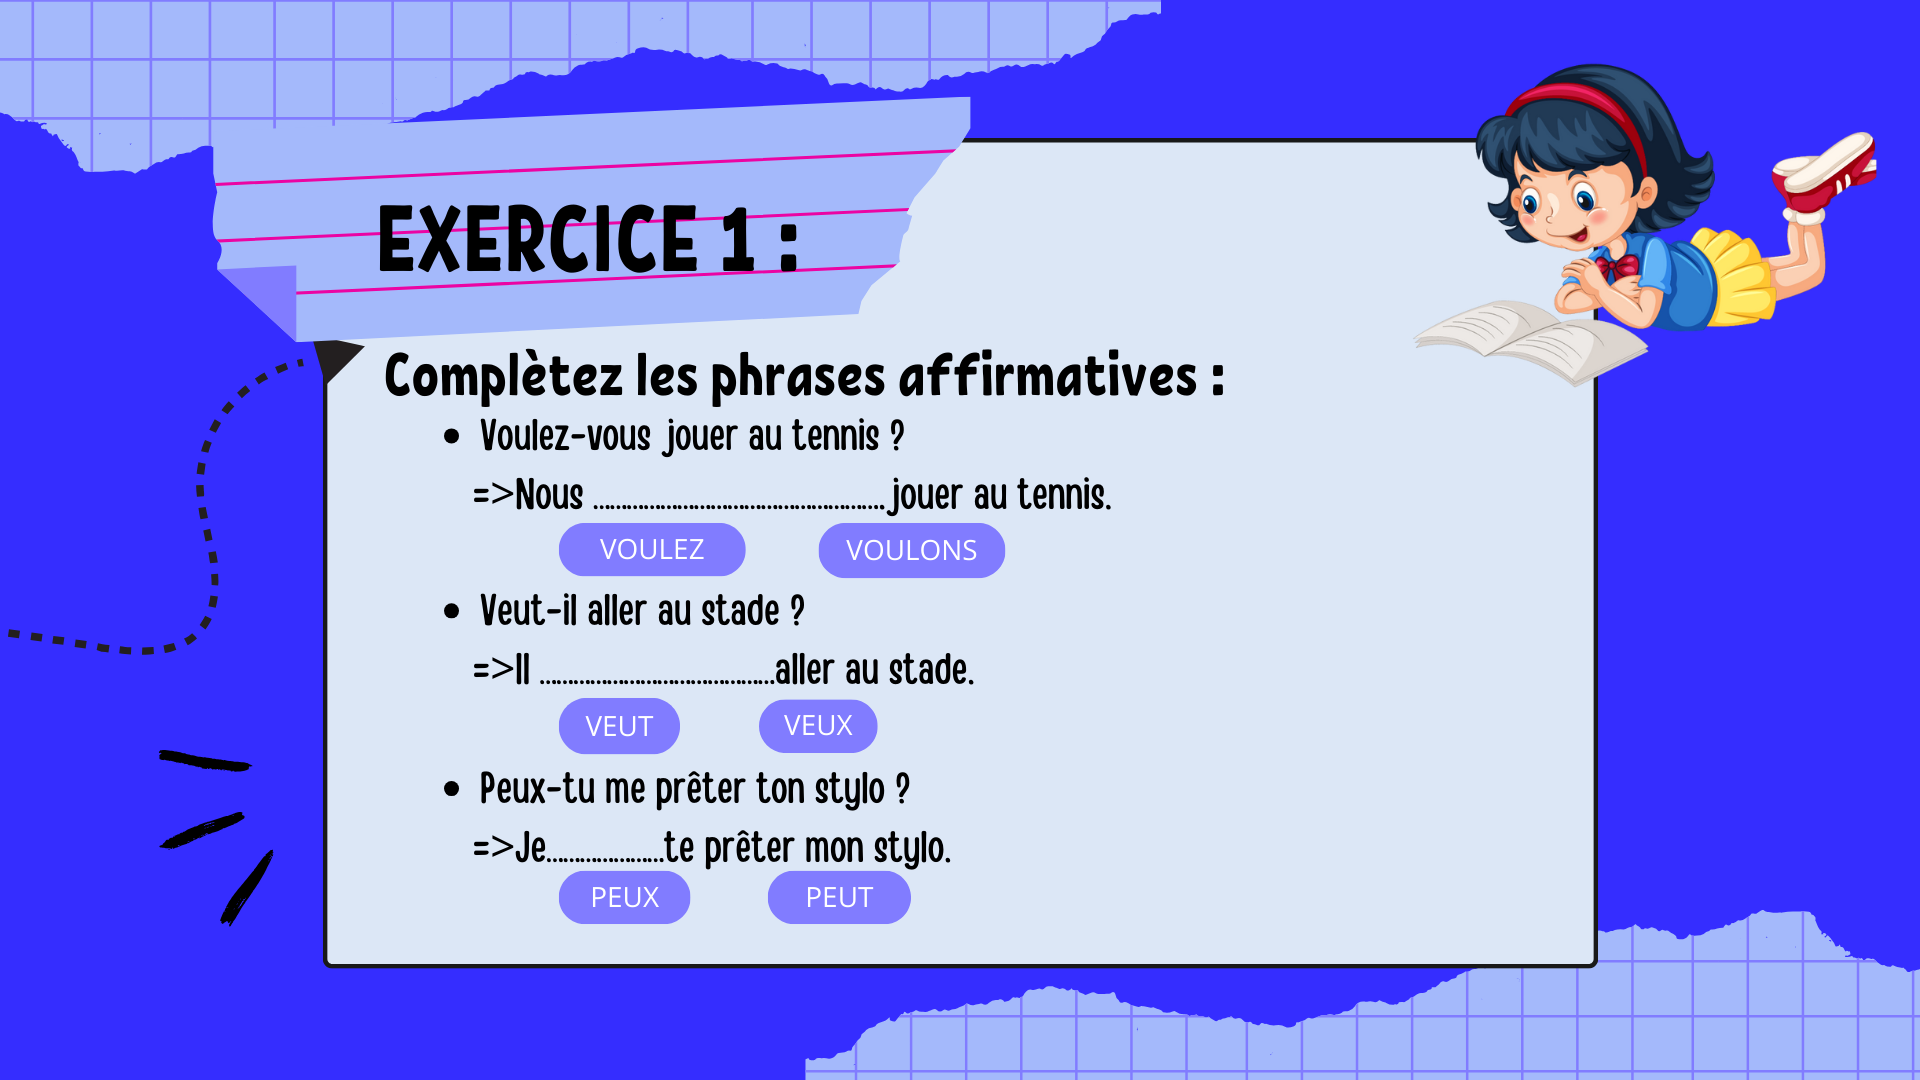 EXERCICE 1 :
Complètez les phrases affirmatives :
• Voulez-vous jouer au tennis ?
=>Nous ....................................................jouer au tennis.
VOULEZ VOULONS
• Veut-il aller au stade ?
=>Il ..........................................aller au stade.
VEUT VEUX
• Peux-tu me prêter ton stylo ?
=>Je.....................te prêter mon stylo.
PEUX PEUT